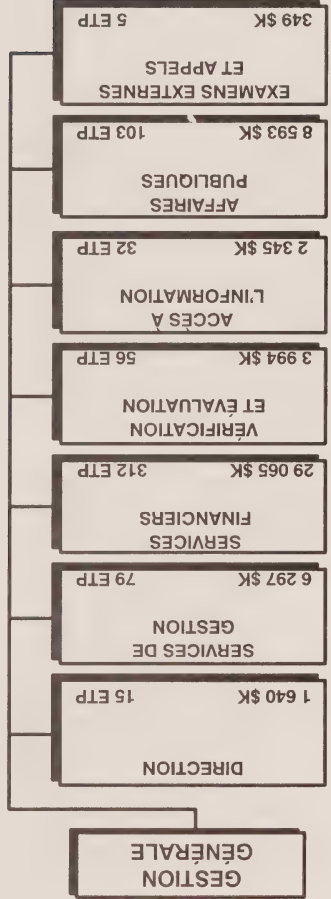 GESTION
GÉNÉRALE
DIRECTION
1 640 $K 15 ETP
SERVICES DE
GESTION
6 297 $K 79 ETP
SERVICES
FINANCIERS
29 065 $K 312 ETP
VÉRIFICATION
ET ÉVALUATION
3 994 $K 56 ETP
ACCÈS À
L'INFORMATION
2 345 $K 32 ETP
AFFAIRES
PUBLIQUES
8 593 $K 103 ETP
EXAMENS EXTERNES
ET APPELS
349 $K 5 ETP